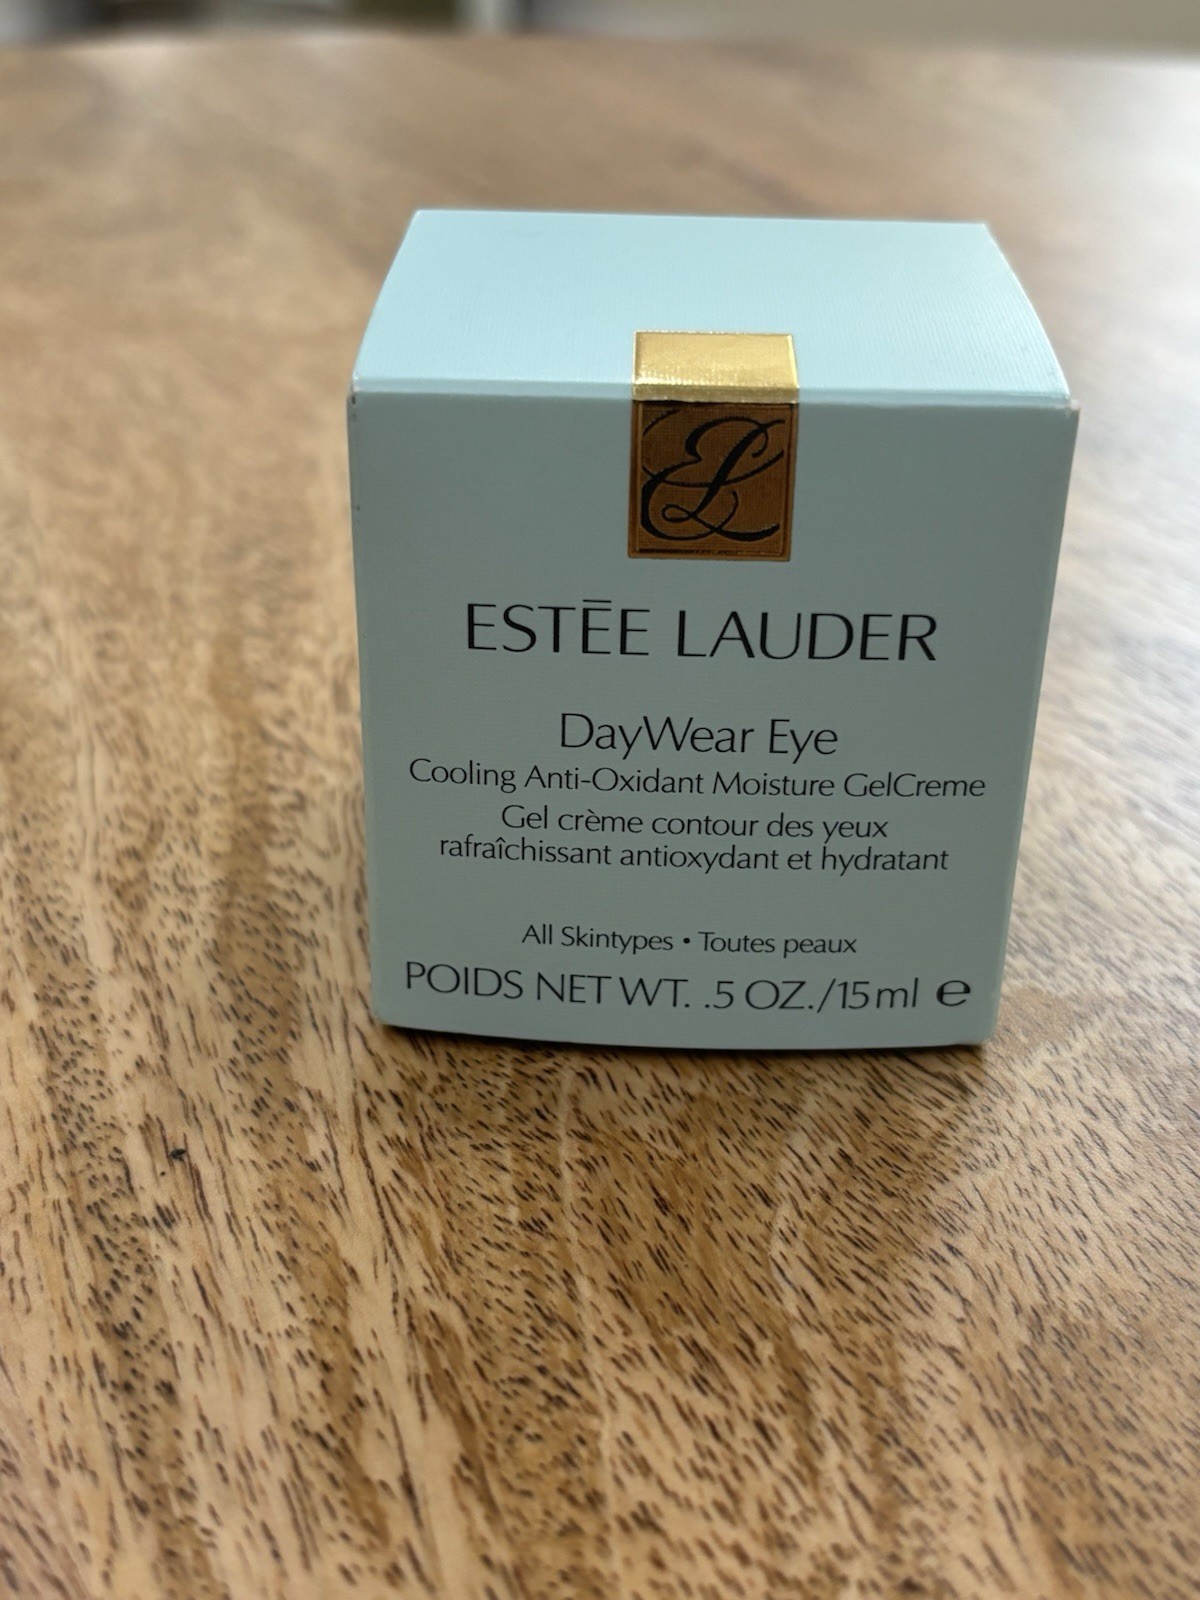 EL
ESTĒE LAUDER
DayWear Eye
Cooling Anti-Oxidant Moisture GelCreme
Gel crème contour des yeux
rafraîchissant antioxydant et hydratant
All Skintypes • Toutes peaux
POIDS NET WT. .5 OZ./15ml ℮